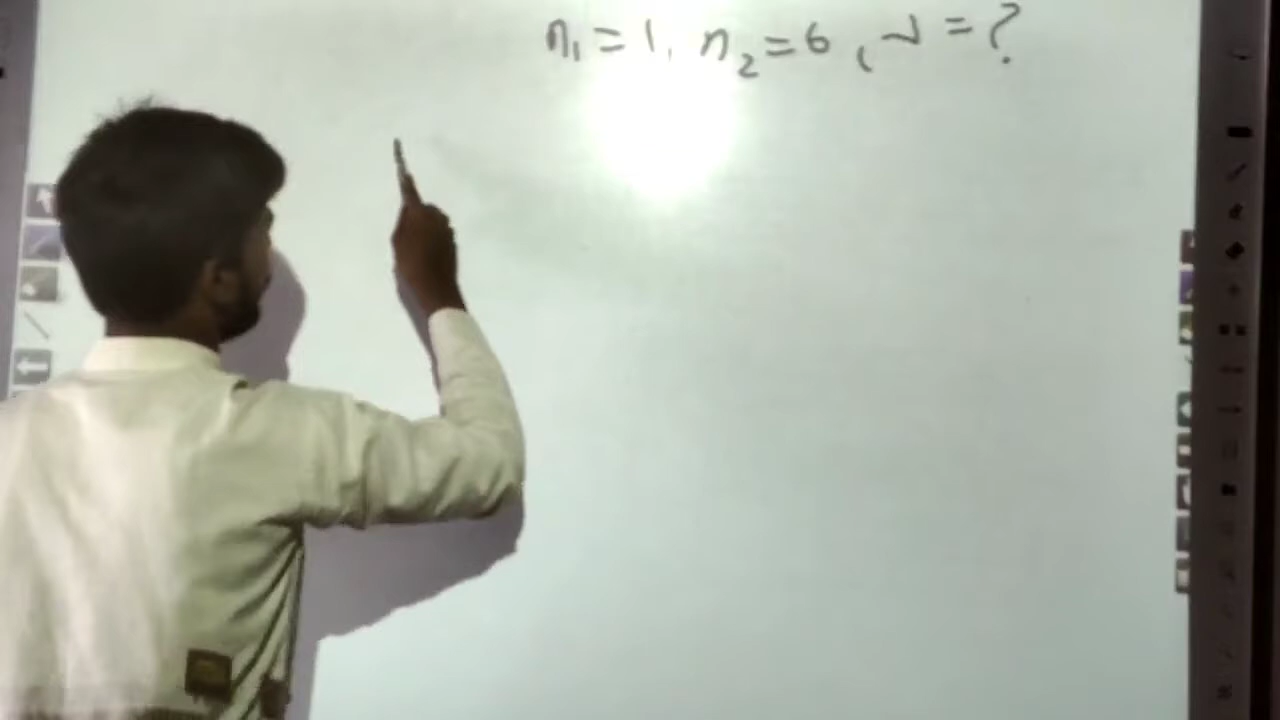 n₁ = 1, n₂ = 6, ν = ?